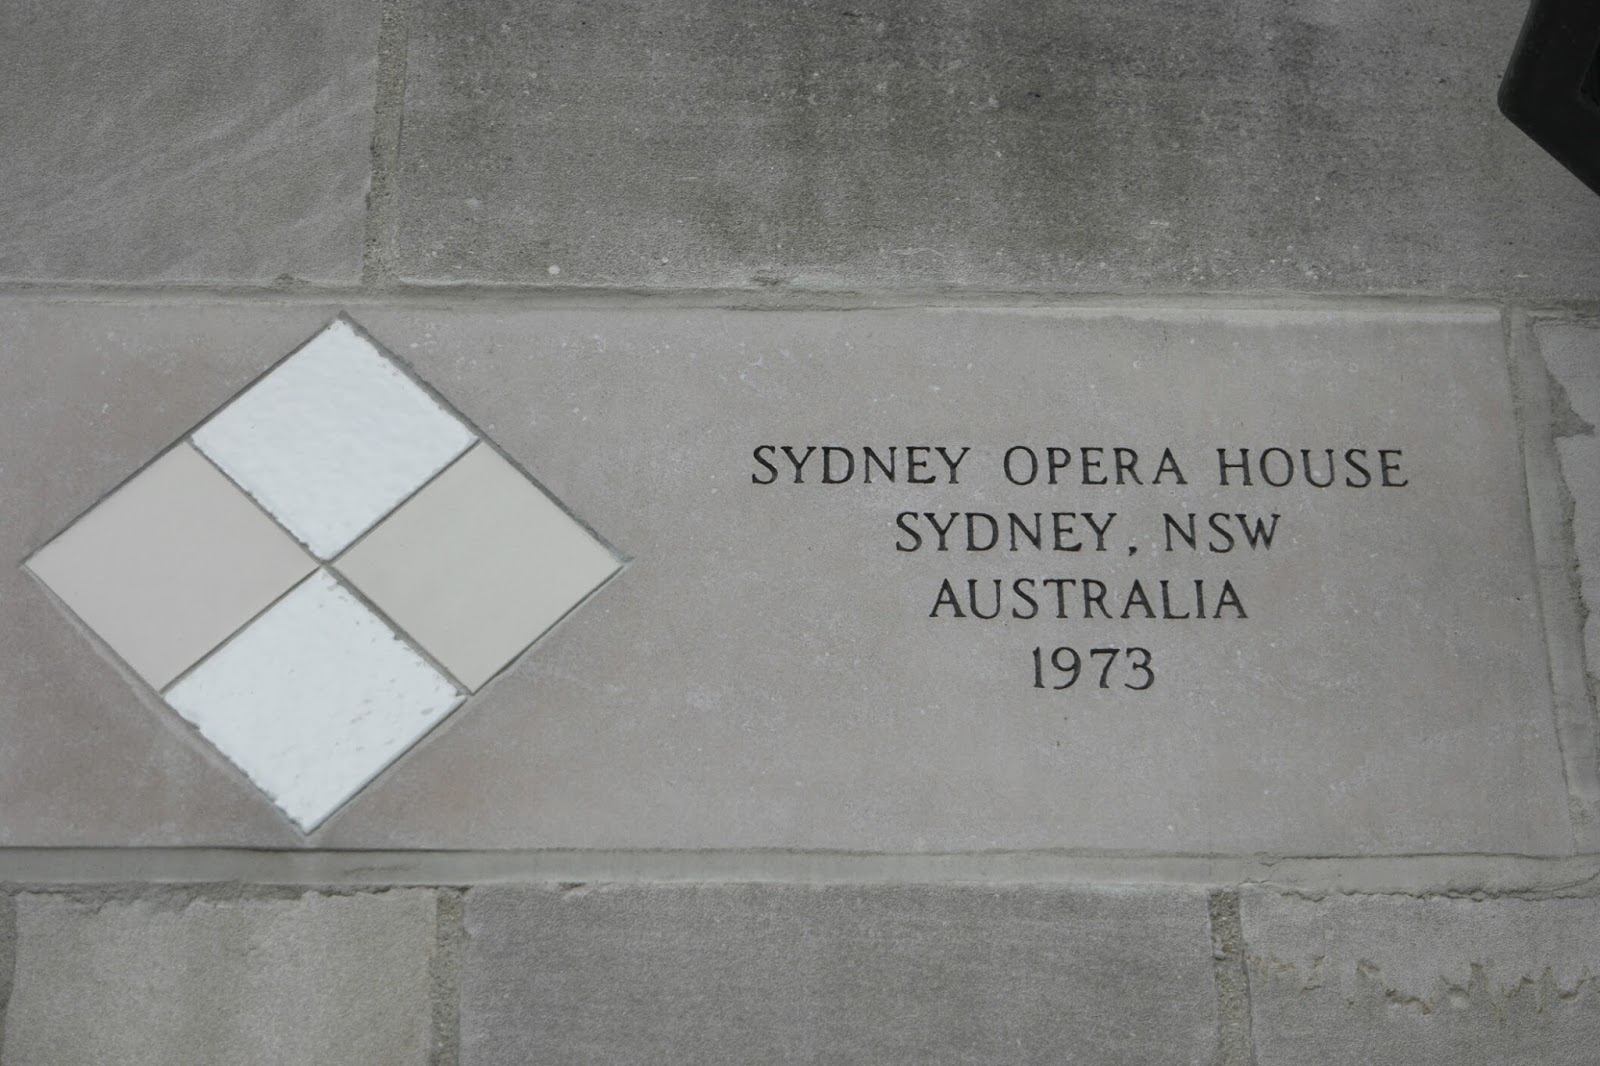 SYDNEY OPERA HOUSE
SYDNEY, NSW
AUSTRALIA
1973